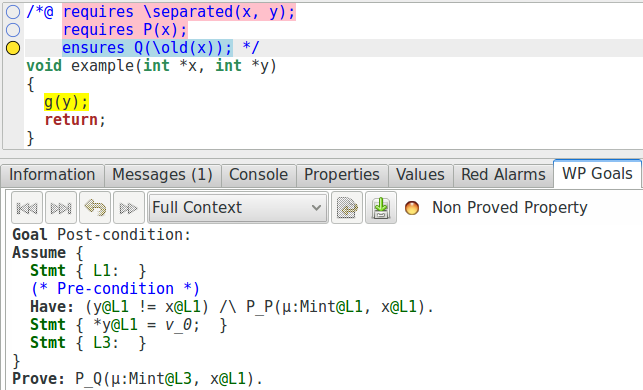 /*@ requires \separated(x, y);
requires P(x);
ensures Q(\old(x)); */
void example(int *x, int *y)
{
g(y);
return;
}
Information Messages (1) Console Properties Values Red Alarms WP Goals
Full Context Non Proved Property
Goal Post-condition:
Assume {
Stmt { L1: }
(* Pre-condition *)
Have: (y@L1 != x@L1) /\ P_P(μ:Mint@L1, x@L1).
Stmt { *y@L1 = v_0; }
Stmt { L3: }
}
Prove: P_Q(μ:Mint@L3, x@L1).